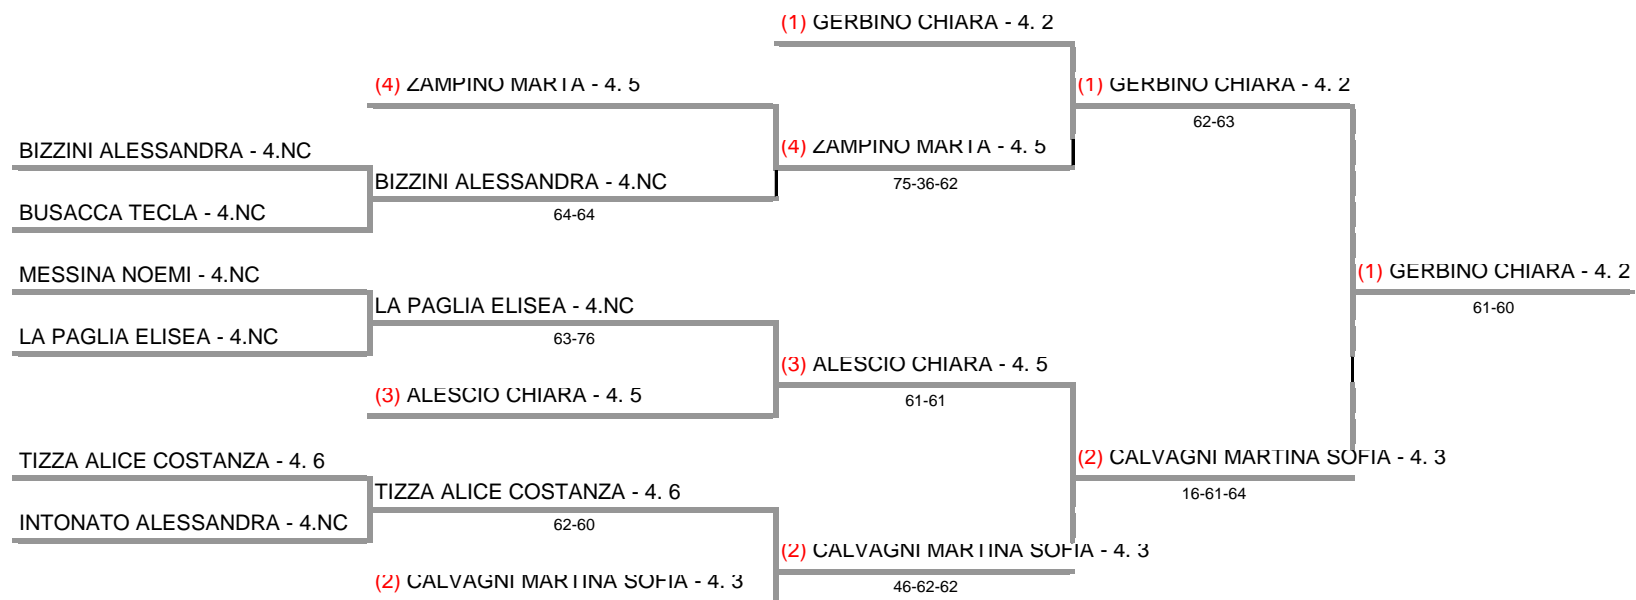 (1) GERBINO CHIARA - 4. 2
(4) ZAMPINO MARTA - 4. 5
(1) GERBINO CHIARA - 4. 2
62-63
BIZZINI ALESSANDRA - 4.NC
(4) ZAMPINO MARTA - 4. 5
75-36-62
BIZZINI ALESSANDRA - 4.NC
64-64
BUSACCA TECLA - 4.NC
MESSINA NOEMI - 4.NC
(1) GERBINO CHIARA - 4. 2
61-60
LA PAGLIA ELISEA - 4.NC
63-76
LA PAGLIA ELISEA - 4.NC
(3) ALESCIO CHIARA - 4. 5
61-61
(3) ALESCIO CHIARA - 4. 5
TIZZA ALICE COSTANZA - 4. 6
(2) CALVAGNI MARTINA SOFIA - 4. 3
16-61-64
TIZZA ALICE COSTANZA - 4. 6
62-60
INTONATO ALESSANDRA - 4.NC
(2) CALVAGNI MARTINA SOFIA - 4. 3
46-62-62
(2) CALVAGNI MARTINA SOFIA - 4. 3